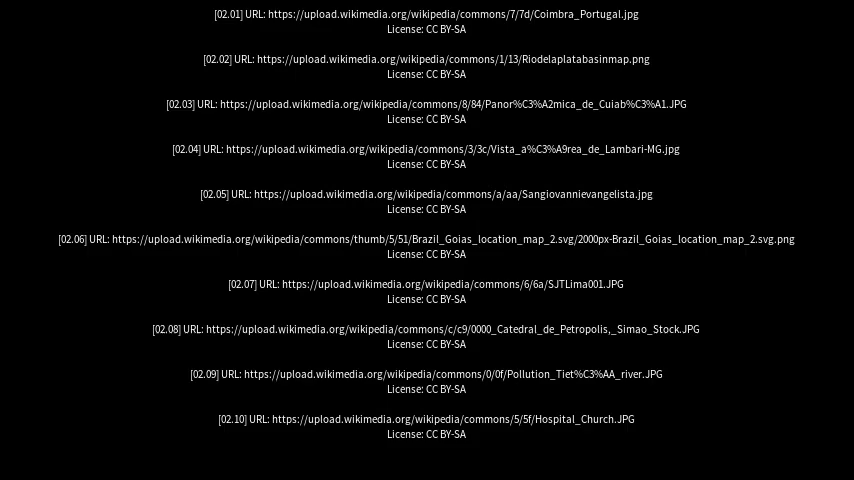 [02.01] URL: https://upload.wikimedia.org/wikipedia/commons/7/7d/Coimbra_Portugal.jpg
License: CC BY-SA
[02.02] URL: https://upload.wikimedia.org/wikipedia/commons/1/13/Riodelaplatabasinmap.png
License: CC BY-SA
[02.03] URL: https://upload.wikimedia.org/wikipedia/commons/8/84/Panor%C3%A2mica_de_Cuiab%C3%A1.JPG
License: CC BY-SA
[02.04] URL: https://upload.wikimedia.org/wikipedia/commons/3/3c/Vista_a%C3%A9rea_de_Lambari-MG.jpg
License: CC BY-SA
[02.05] URL: https://upload.wikimedia.org/wikipedia/commons/a/aa/Sangiovannievangelista.jpg
License: CC BY-SA
[02.06] URL: https://upload.wikimedia.org/wikipedia/commons/thumb/5/51/Brazil_Goias_location_map_2.svg/2000px-Brazil_Goias_location_map_2.svg.png
License: CC BY-SA
[02.07] URL: https://upload.wikimedia.org/wikipedia/commons/6/6a/SJTLima001.JPG
License: CC BY-SA
[02.08] URL: https://upload.wikimedia.org/wikipedia/commons/c/c9/0000_Catedral_de_Petropolis,_Simao_Stock.JPG
License: CC BY-SA
[02.09] URL: https://upload.wikimedia.org/wikipedia/commons/0/0f/Pollution_Tiet%C3%AA_river.JPG
License: CC BY-SA
[02.10] URL: https://upload.wikimedia.org/wikipedia/commons/5/5f/Hospital_Church.JPG
License: CC BY-SA